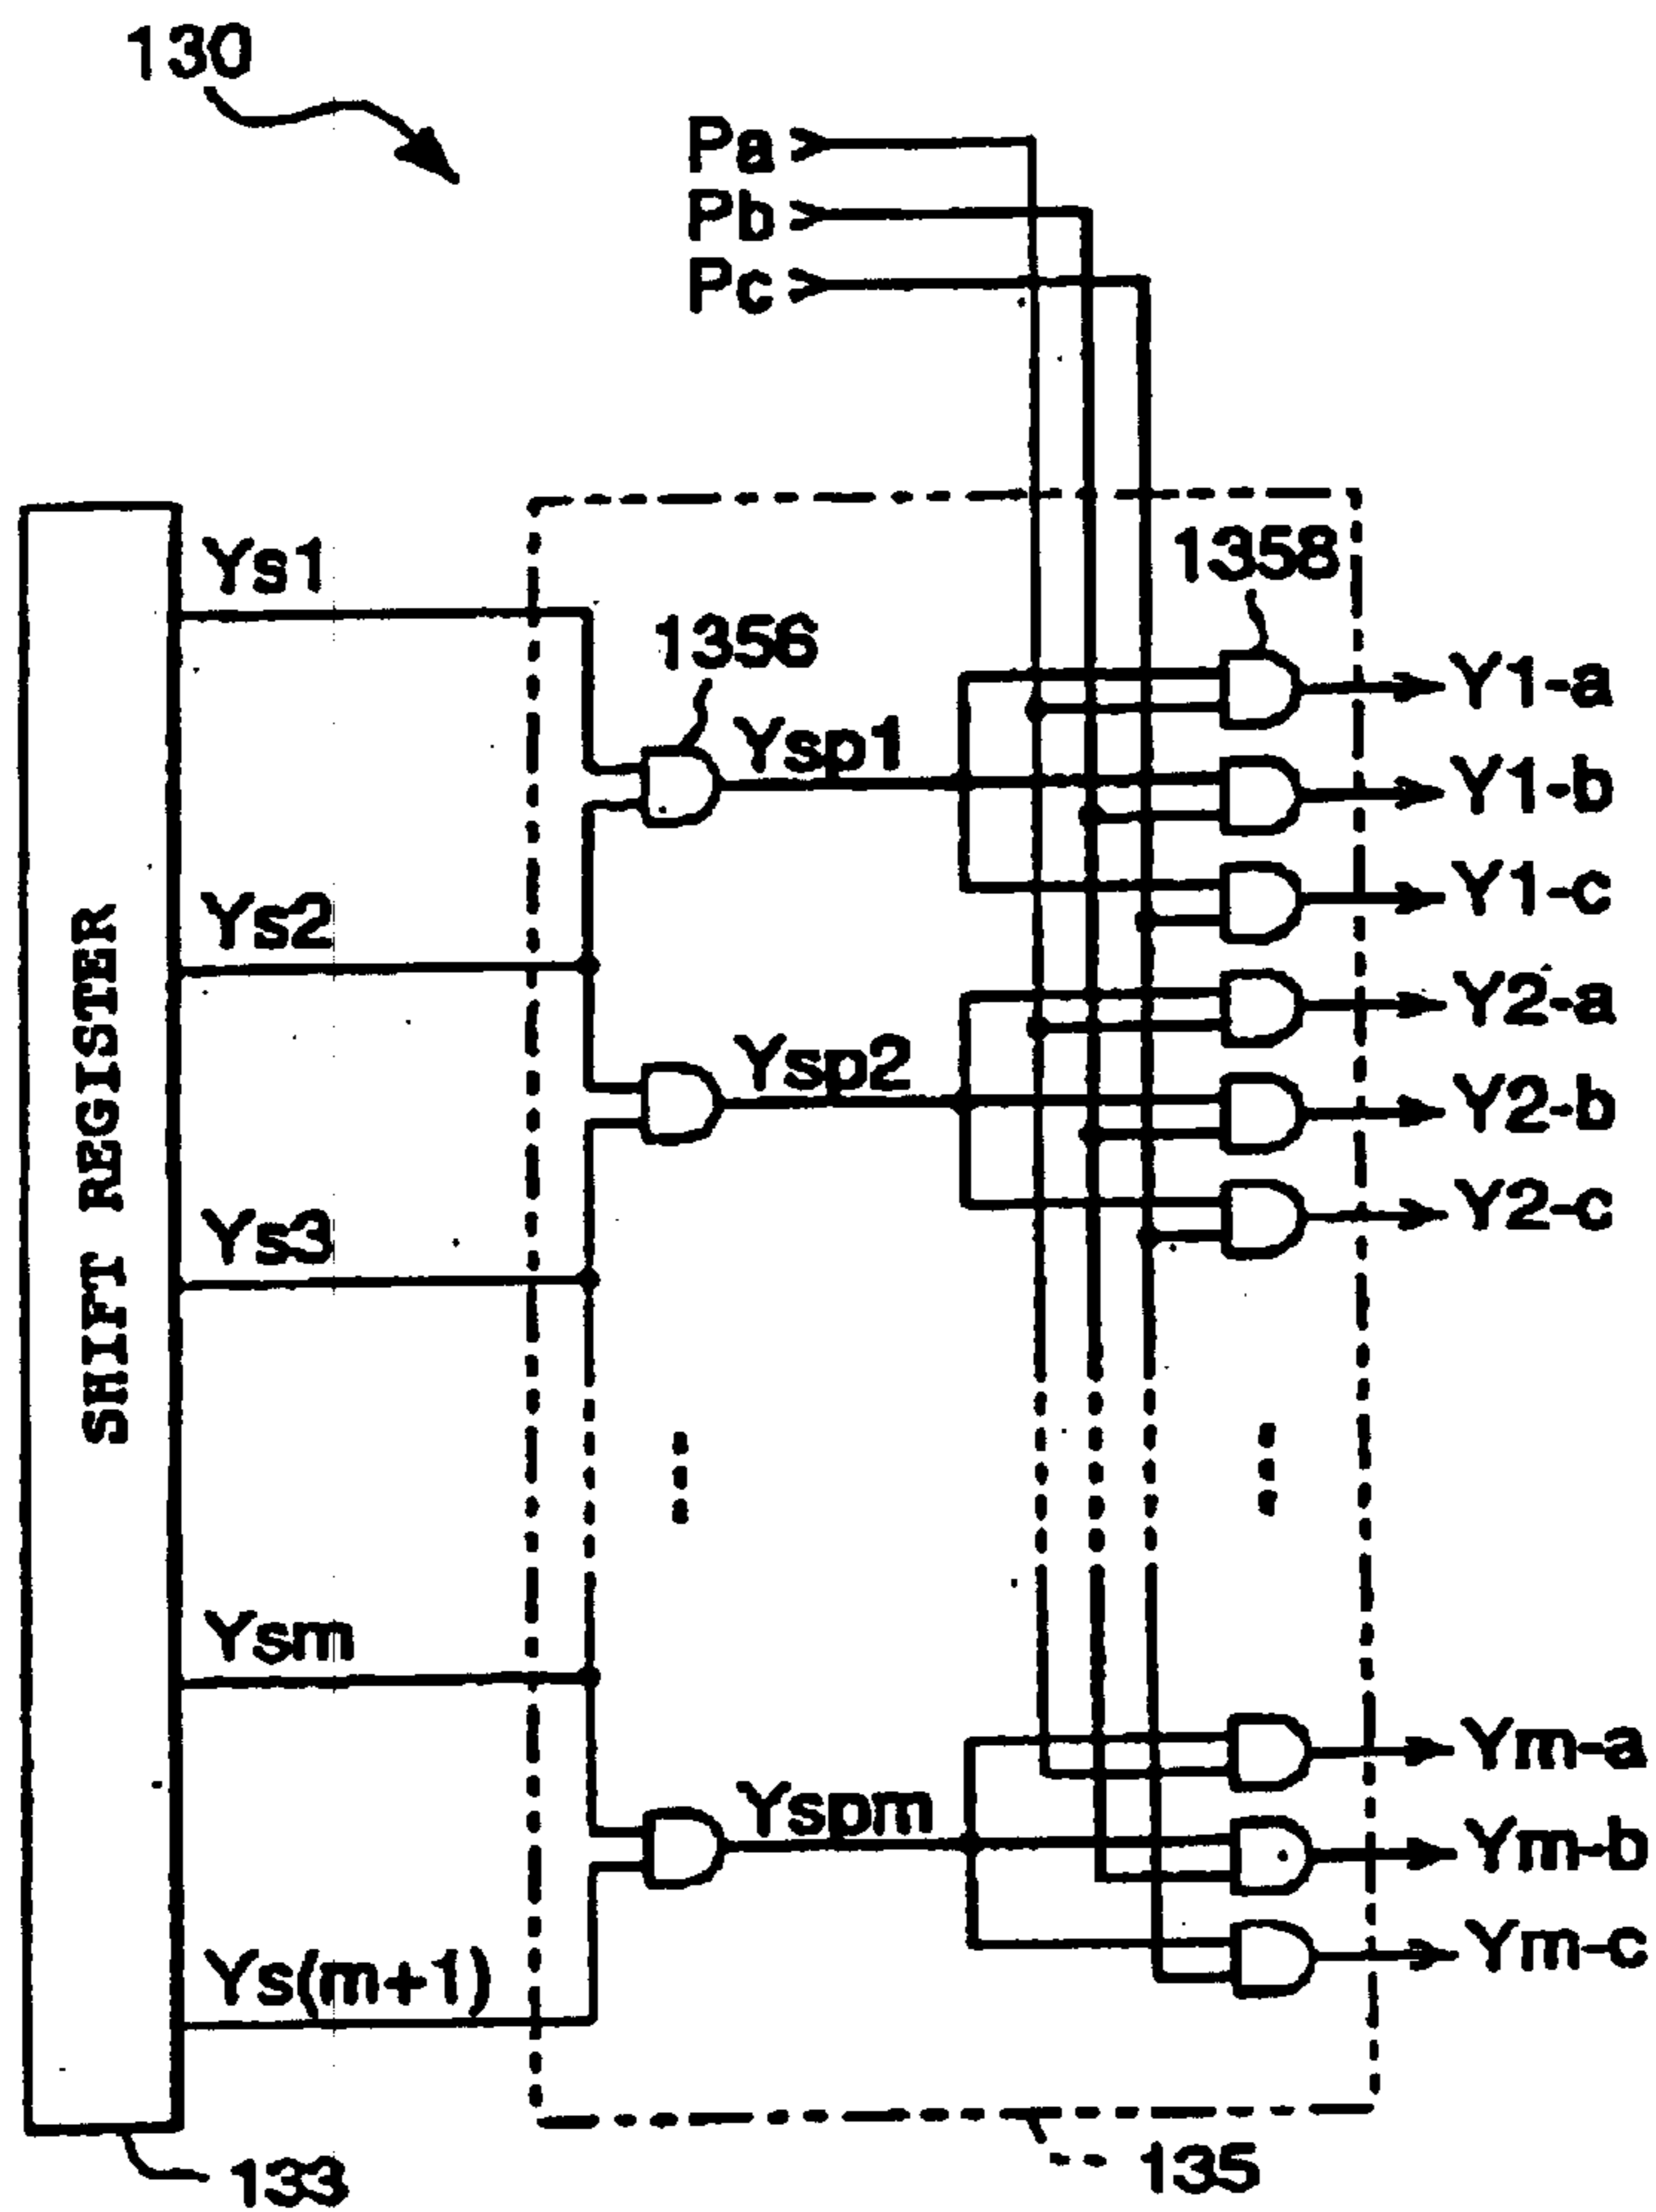 130
Pa
Pb
Pc
Ys1
1358
1356
Ysp1
Y1-a
Y1-b
Y1-c
Ys2
Y2-a
Ysp2
Y2-b
Y2-c
Ys3
SHIFT REGISTER
Ysm
Ym-a
Yspm
Ym-b
Ym-c
Ys(m+1)
133
135